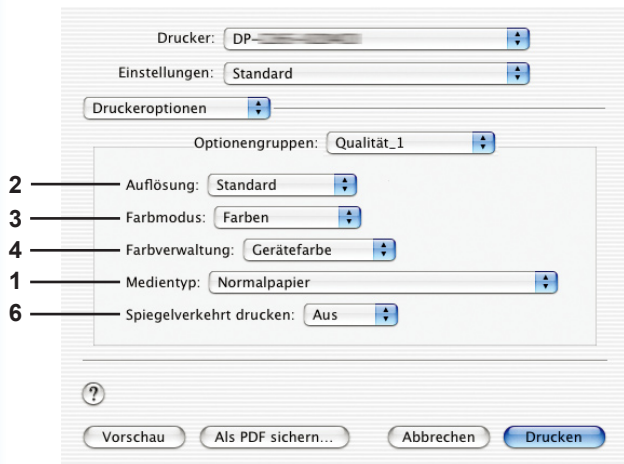 Drucker: DP-
Einstellungen: Standard
Druckeroptionen
Optionengruppen: Qualität_1
2 Auflösung: Standard
3 Farbmodus: Farben
4 Farbverwaltung: Gerätefarbe
1 Medientyp: Normalpapier
6 Spiegelverkehrt drucken: Aus
?
Vorschau Als PDF sichern... Abbrechen Drucken